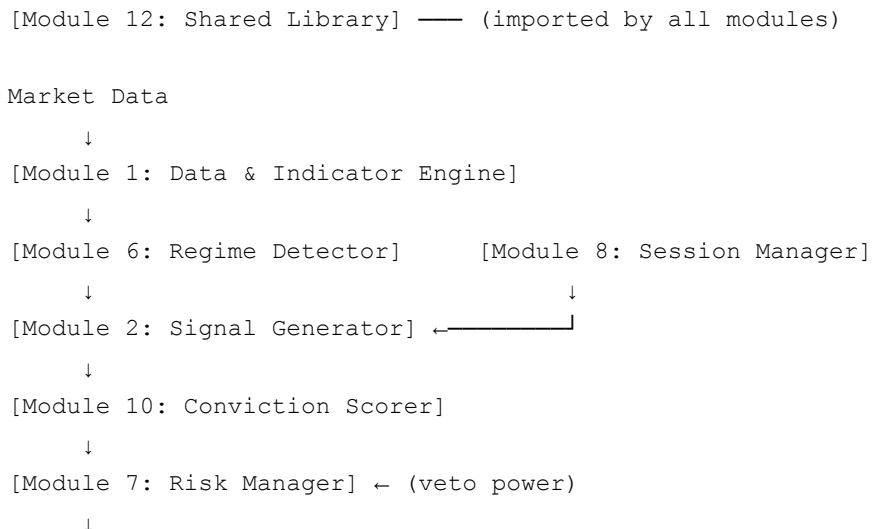 [Module 12: Shared Library] ─── (imported by all modules)
Market Data
↓
[Module 1: Data & Indicator Engine]
↓
[Module 6: Regime Detector] [Module 8: Session Manager]
↓ ↓
[Module 2: Signal Generator] ←────────┘
↓
[Module 10: Conviction Scorer]
↓
[Module 7: Risk Manager] ← (veto power)
↓